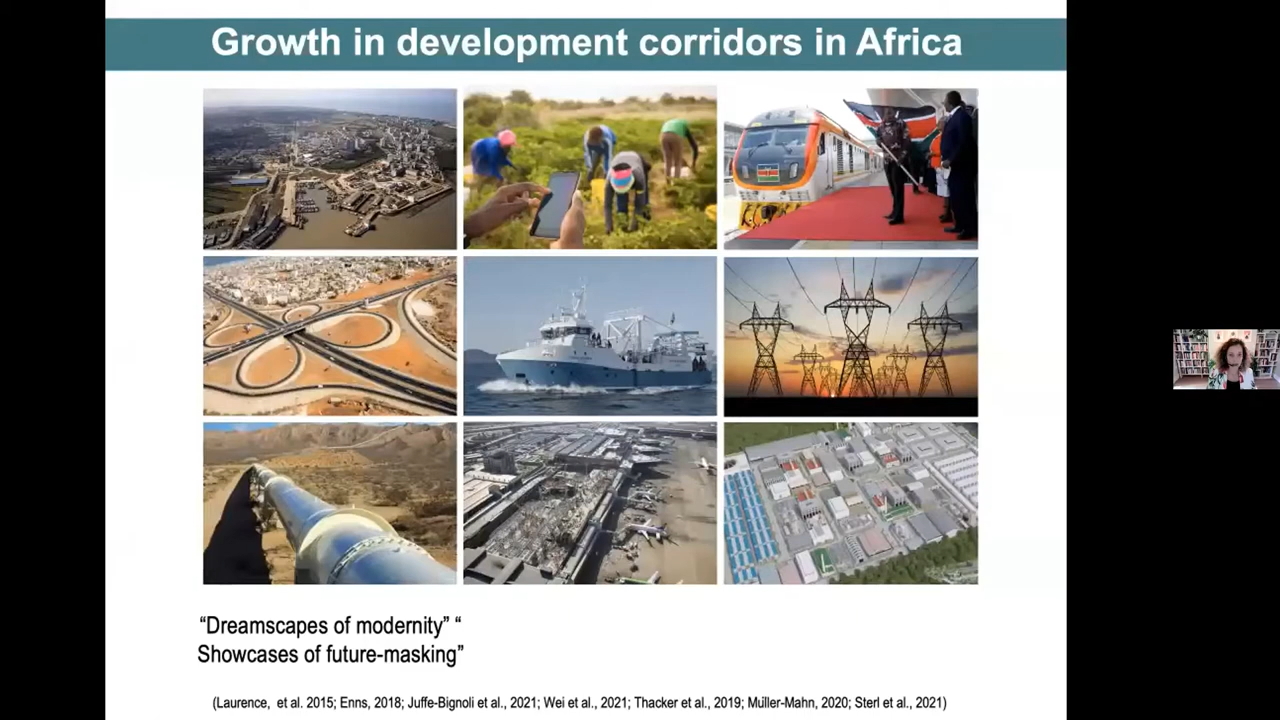 Growth in development corridors in Africa
“Dreamscapes of modernity” “
Showcases of future-masking”
(Laurence, et al. 2015; Enns, 2018; Juffe-Bignoli et al., 2021; Wei et al., 2021; Thacker et al., 2019; Müller-Mahn, 2020; Sterl et al., 2021)